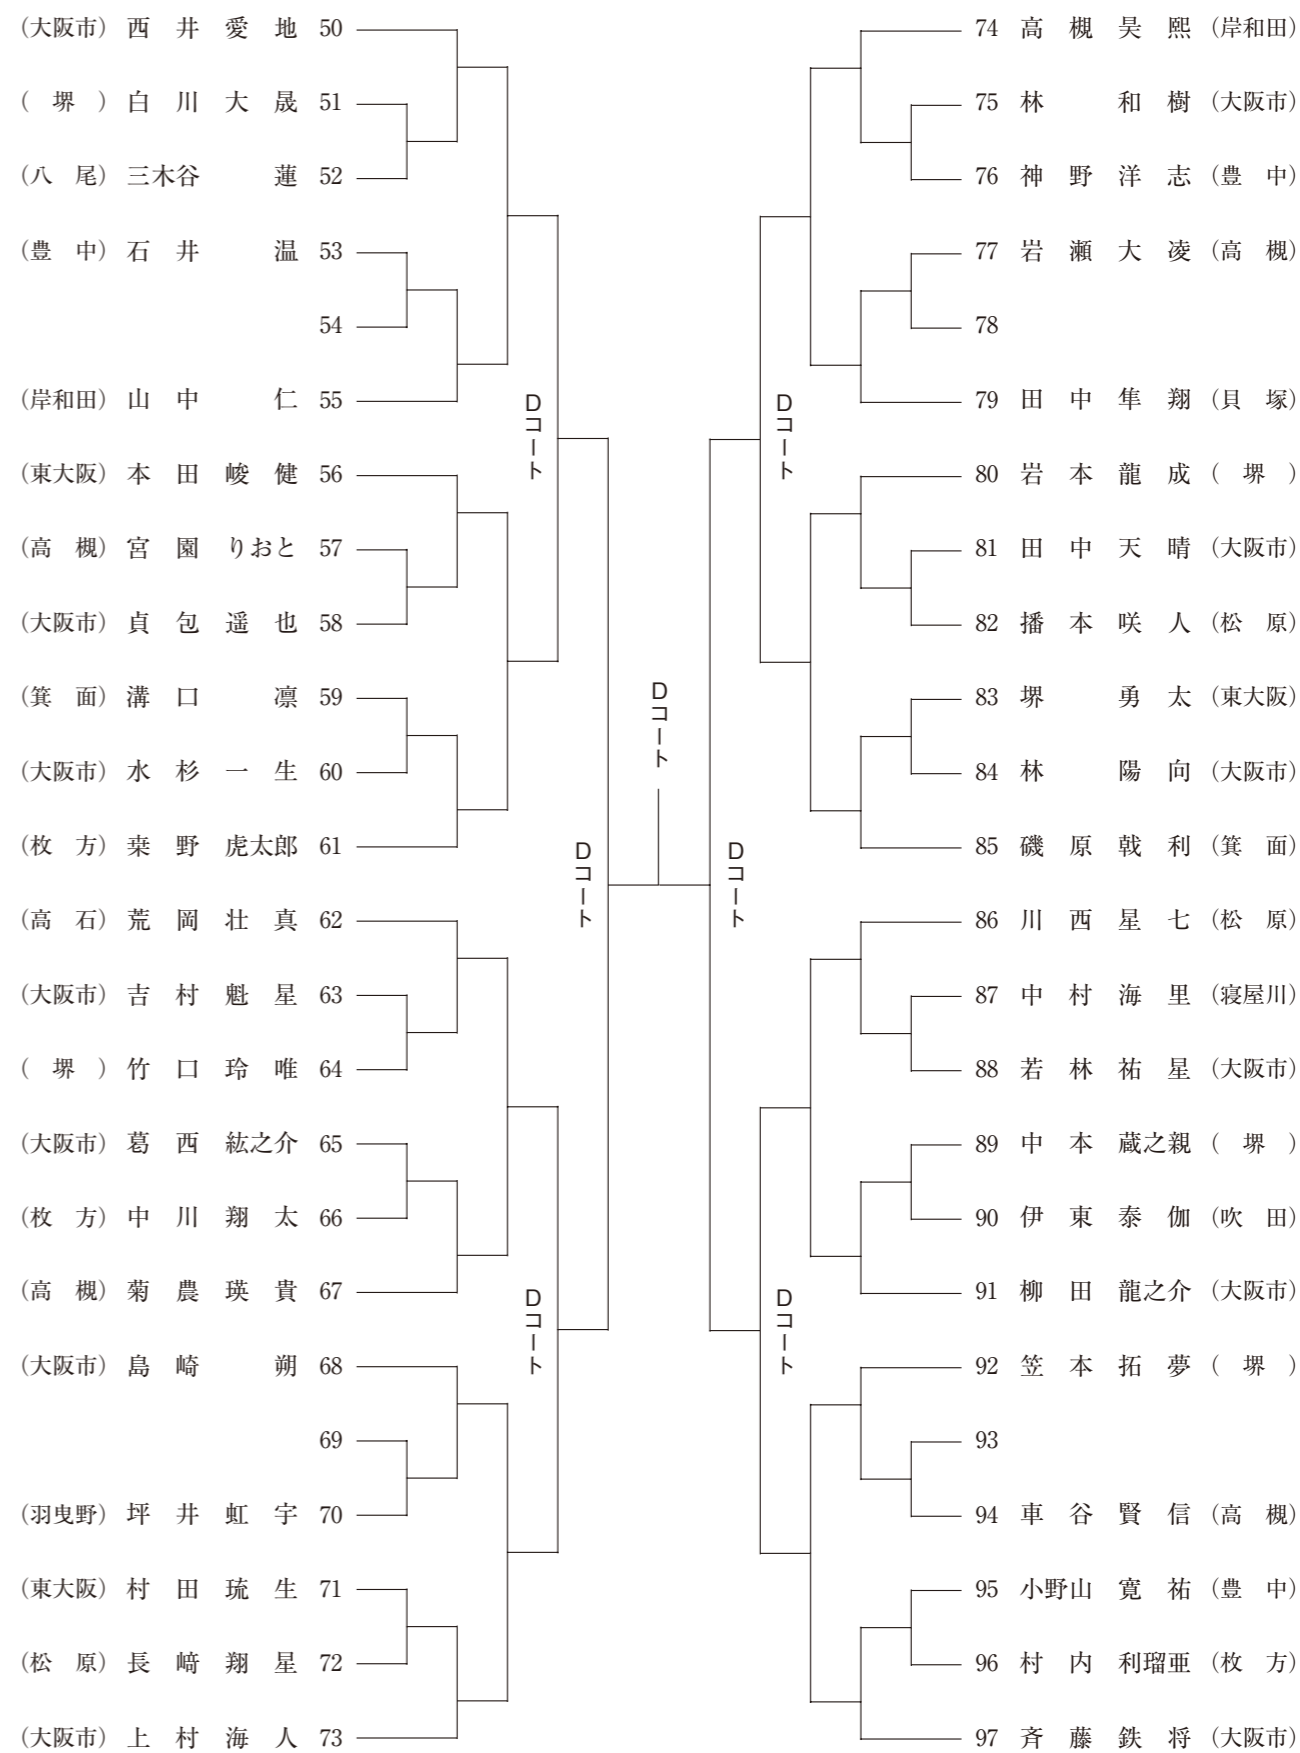 (大阪市) 西井愛地 50
(堺) 白川大晟 51
(八尾) 三木谷蓮 52
(豊中) 石井温 53
54
(岸和田) 山中仁 55
(東大阪) 本田峻健 56
(高槻) 宮園りおと 57
(大阪市) 貞包遥也 58
(箕面) 溝口凛 59
(大阪市) 水杉一生 60
(枚方) 桒野虎太郎 61
(高石) 荒岡壮真 62
(大阪市) 吉村魁星 63
(堺) 竹口玲唯 64
(大阪市) 葛西紘之介 65
(枚方) 中川翔太 66
(高槻) 菊農瑛貴 67
(大阪市) 島崎朔 68
69
(羽曳野) 坪井虹宇 70
(東大阪) 村田琉生 71
(松原) 長﨑翔星 72
(大阪市) 上村海人 73
Dコート
Dコート
Dコート
Dコート
Dコート
Dコート
Dコート
74 高槻昊熙 (岸和田)
75 林和樹 (大阪市)
76 神野洋志 (豊中)
77 岩瀬大凌 (高槻)
78
79 田中隼翔 (貝塚)
80 岩本龍成 (堺)
81 田中天晴 (大阪市)
82 播本咲人 (松原)
83 堺勇太 (東大阪)
84 林陽向 (大阪市)
85 磯原戟利 (箕面)
86 川西星七 (松原)
87 中村海里 (寝屋川)
88 若林祐星 (大阪市)
89 中本蔵之親 (堺)
90 伊東泰伽 (吹田)
91 柳田龍之介 (大阪市)
92 笠本拓夢 (堺)
93
94 車谷賢信 (高槻)
95 小野山寛祐 (豊中)
96 村内利瑠亜 (枚方)
97 斉藤鉄将 (大阪市)